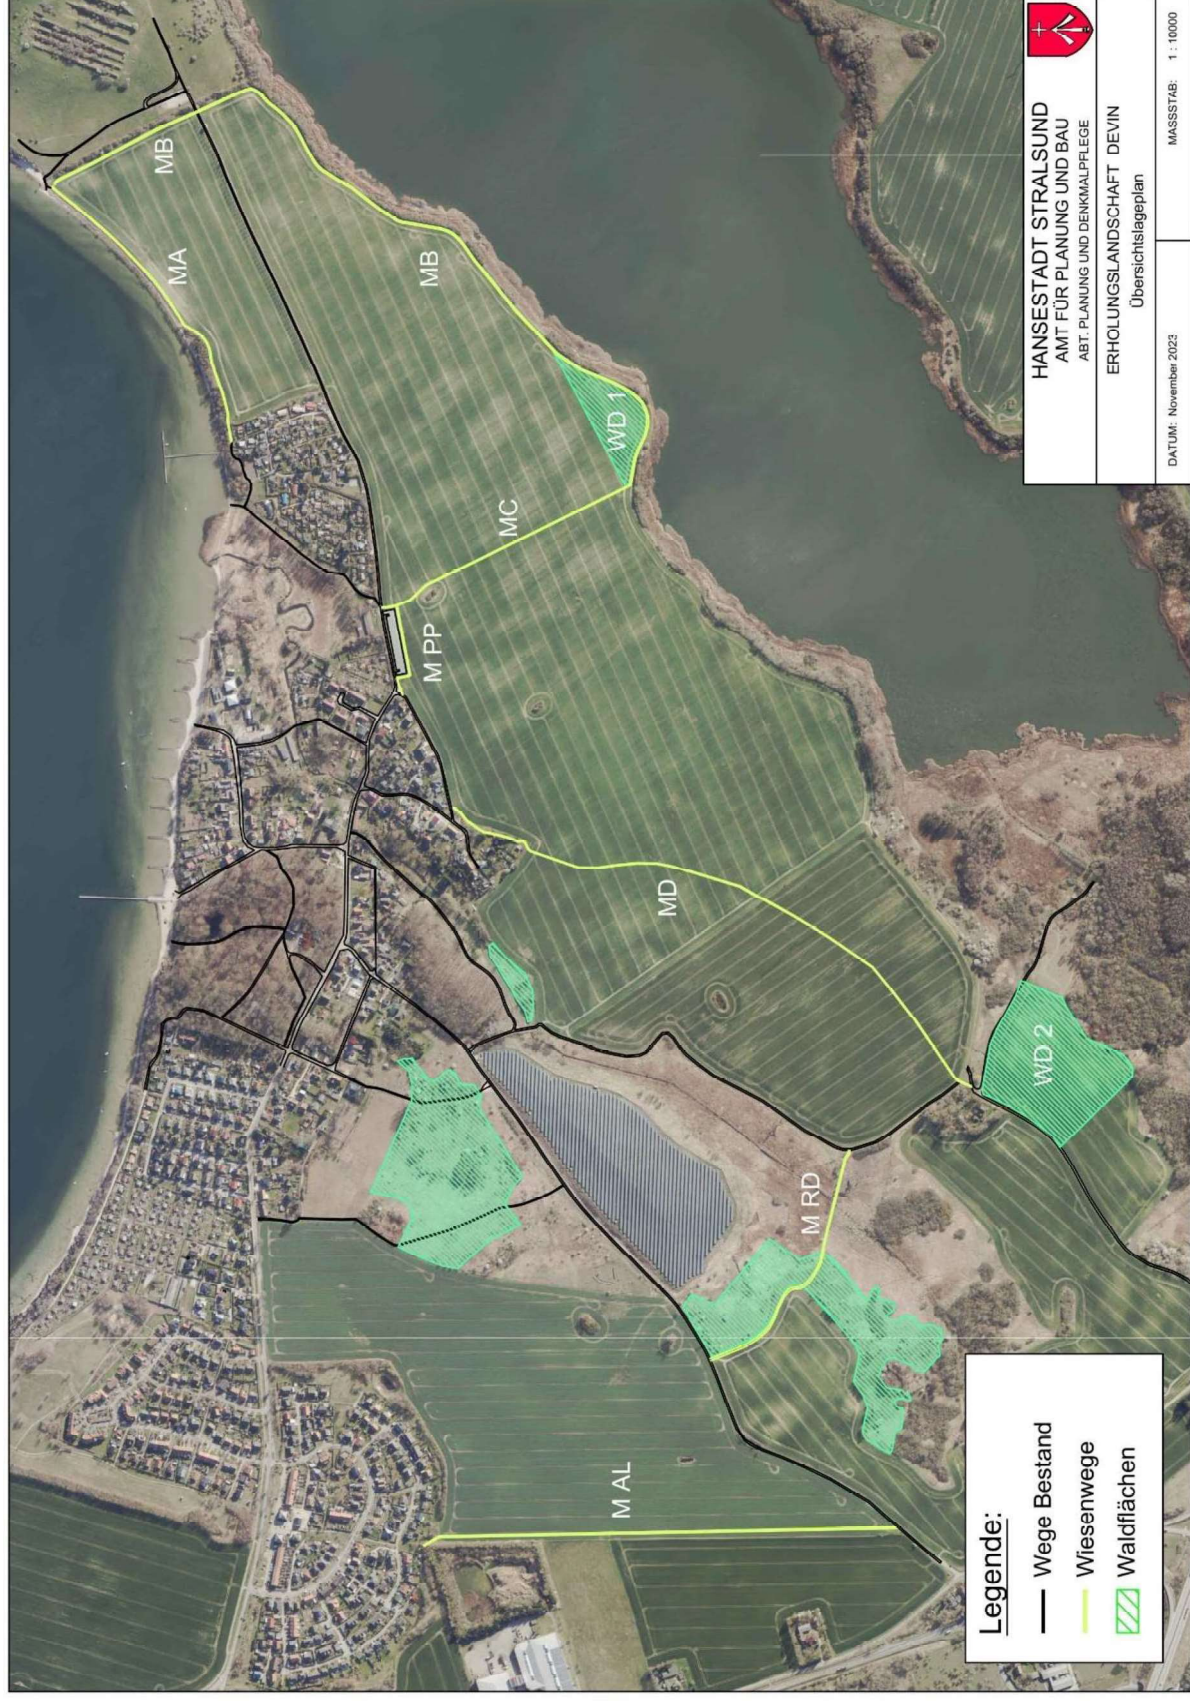 HANSESTADT STRALSUND
AMT FÜR PLANUNG UND BAU
ABT. PLANUNG UND DENKMALPFLEGE
ERHOLUNGSLANDSCHAFT DEVIN
Übersichtslageplan
DATUM: November 2023
MASSSTAB: 1 : 10000
MA
MB
MB
WD 1
MC
M PP
MD
WD 2
M RD
M AL
Legende:
Wege Bestand
Wiesenwege
Waldflächen